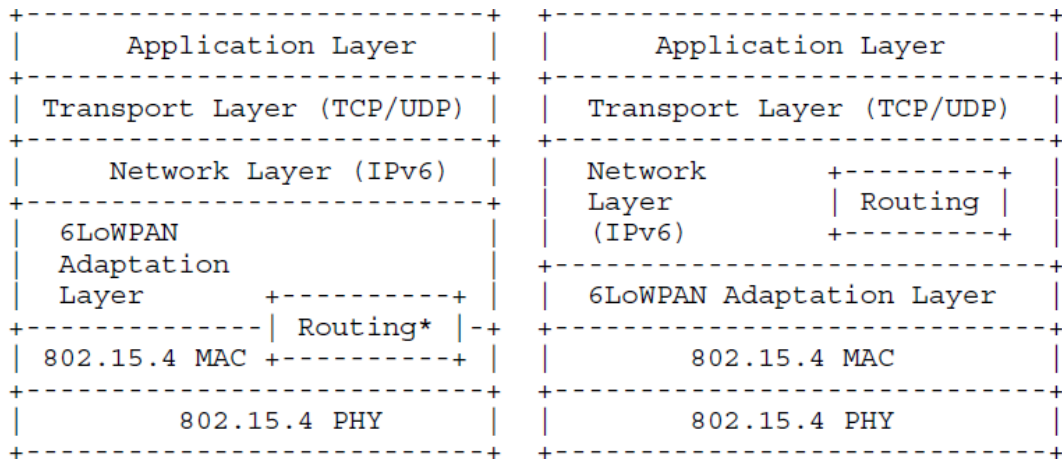 Application Layer
Transport Layer (TCP/UDP)
Network Layer (IPv6)
6LoWPAN
Adaptation
Layer
Routing*
802.15.4 MAC
802.15.4 PHY
Application Layer
Transport Layer (TCP/UDP)
Network
Layer
(IPv6)
Routing
6LoWPAN Adaptation Layer
802.15.4 MAC
802.15.4 PHY